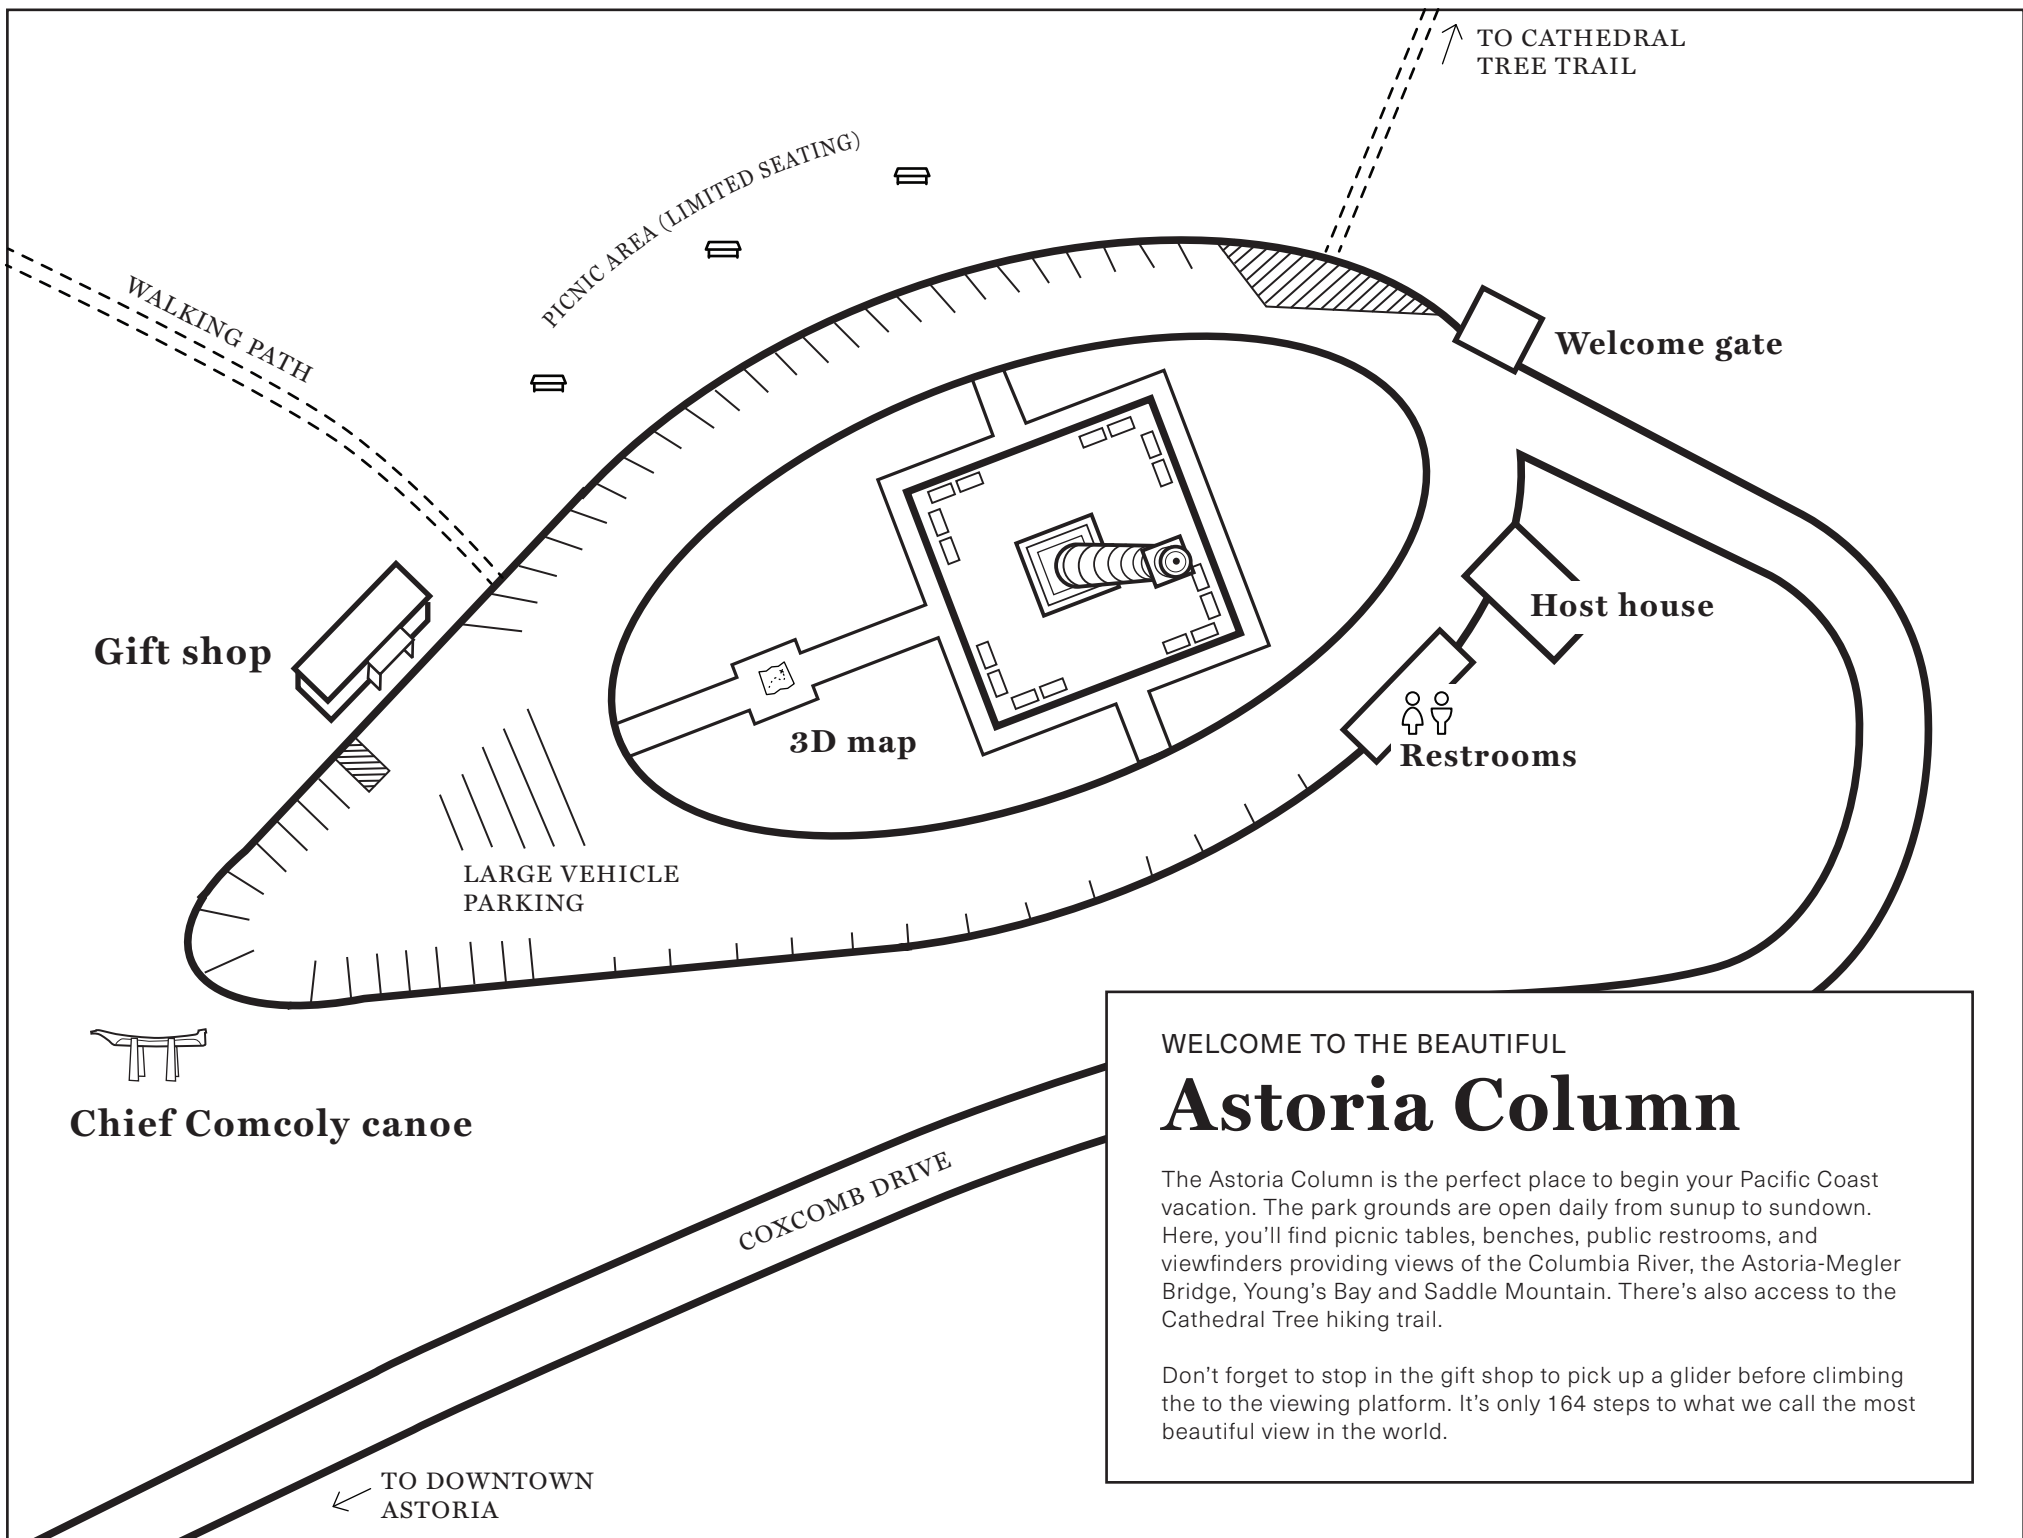 TO CATHEDRAL
TREE TRAIL
PICNIC AREA (LIMITED SEATING)
WALKING PATH
Welcome gate
Host house
Gift shop
3D map
Restrooms
LARGE VEHICLE
PARKING
Chief Comcoly canoe
COXCOMB DRIVE
TO DOWNTOWN
ASTORIA
WELCOME TO THE BEAUTIFUL
Astoria Column
The Astoria Column is the perfect place to begin your Pacific Coast
vacation. The park grounds are open daily from sunup to sundown.
Here, you'll find picnic tables, benches, public restrooms, and
viewfinders providing views of the Columbia River, the Astoria-Megler
Bridge, Young's Bay and Saddle Mountain. There's also access to the
Cathedral Tree hiking trail.
Don't forget to stop in the gift shop to pick up a glider before climbing
the to the viewing platform. It's only 164 steps to what we call the most
beautiful view in the world.